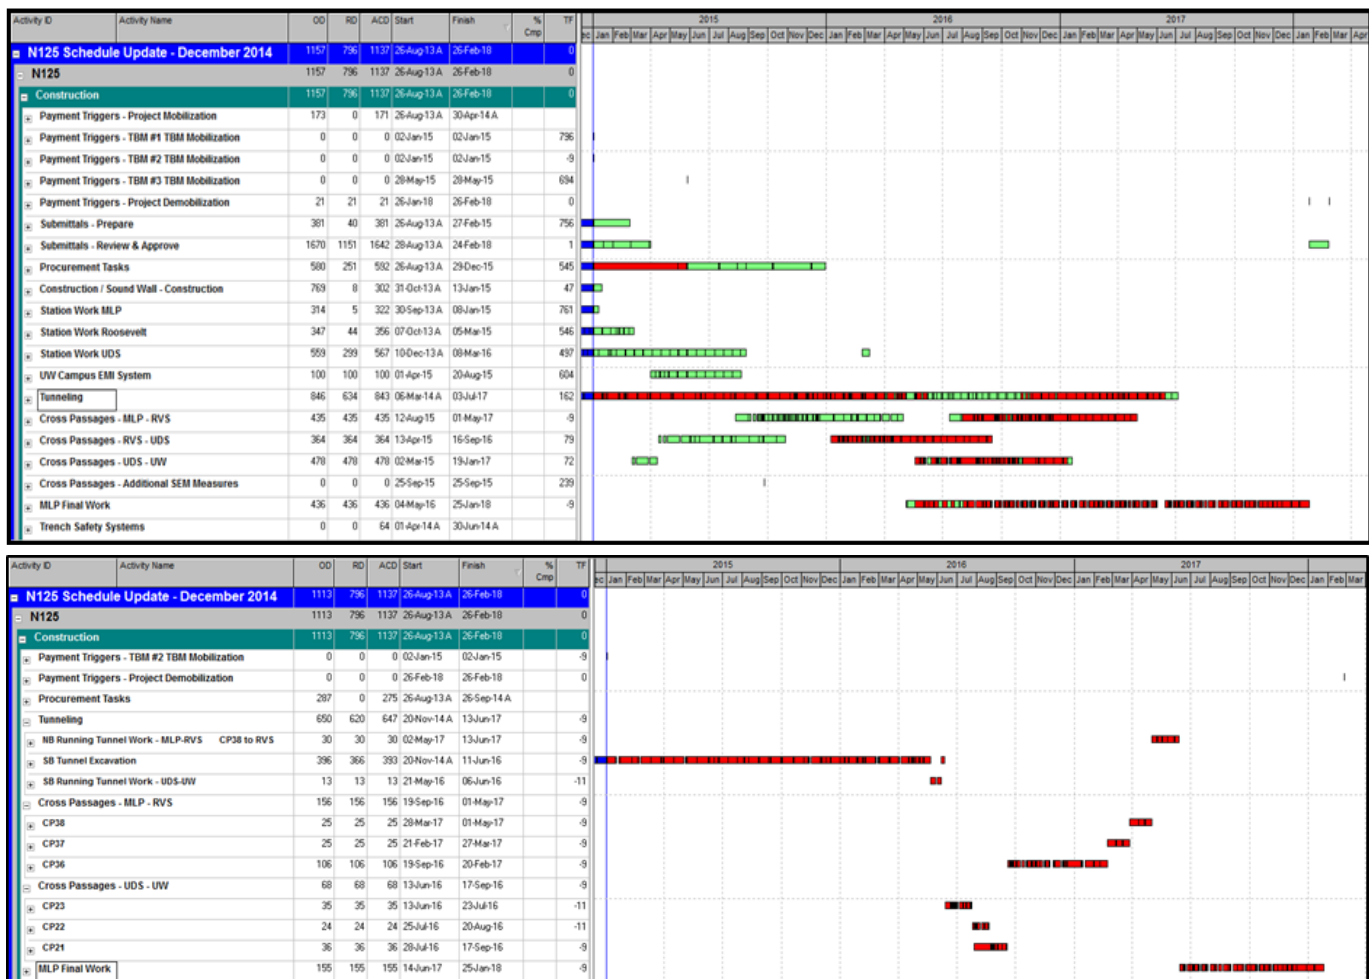 Activity ID Activity Name OD RD ACD Start Finish % Cmp TF 2015 2016 2017
ec Jan Feb Mar Apr May Jun Jul Aug Sep Oct Nov Dec Jan Feb Mar Apr May Jun Jul Aug Sep Oct Nov Dec Jan Feb Mar Apr May Jun Jul Aug Sep Oct Nov Dec Jan Feb Mar Apr
N125 Schedule Update - December 2014 1157 796 1137 26-Aug-13 A 26-Feb-18 0
N125 1157 796 1137 26-Aug-13 A 26-Feb-18 0
Construction 1157 796 1137 26-Aug-13 A 26-Feb-18 0
Payment Triggers - Project Mobilization 173 0 171 26-Aug-13 A 30-Apr-14 A
Payment Triggers - TBM #1 TBM Mobilization 0 0 0 02-Jan-15 02-Jan-15 796
Payment Triggers - TBM #2 TBM Mobilization 0 0 0 02-Jan-15 02-Jan-15 -9
Payment Triggers - TBM #3 TBM Mobilization 0 0 0 28-May-15 28-May-15 694
Payment Triggers - Project Demobilization 21 21 21 26-Jan-18 26-Feb-18 0
Submittals - Prepare 381 40 381 26-Aug-13 A 27-Feb-15 756
Submittals - Review & Approve 1670 1151 1642 28-Aug-13 A 24-Feb-18 1
Procurement Tasks 580 251 592 26-Aug-13 A 29-Dec-15 545
Construction / Sound Wall - Construction 769 8 302 31-Oct-13 A 13-Jan-15 47
Station Work MLP 314 5 322 30-Sep-13 A 08-Jan-15 761
Station Work Roosevelt 347 44 356 07-Oct-13 A 05-Mar-15 546
Station Work UDS 559 299 567 10-Dec-13 A 08-Mar-16 497
UW Campus EMI System 100 100 100 01-Apr-15 20-Aug-15 604
Tunneling 846 634 843 06-Mar-14 A 03-Jul-17 162
Cross Passages - MLP - RVS 435 435 435 12-Aug-15 01-May-17 -9
Cross Passages - RVS - UDS 364 364 364 13-Apr-15 16-Sep-16 79
Cross Passages - UDS - UW 478 478 478 02-Mar-15 19-Jan-17 72
Cross Passages - Additional SEM Measures 0 0 0 25-Sep-15 25-Sep-15 239
MLP Final Work 436 436 436 04-May-16 25-Jan-18 -9
Trench Safety Systems 0 0 64 01-Apr-14 A 30-Jun-14 A
Activity ID Activity Name OD RD ACD Start Finish % Cmp TF 2015 2016 2017
ec Jan Feb Mar Apr May Jun Jul Aug Sep Oct Nov Dec Jan Feb Mar Apr May Jun Jul Aug Sep Oct Nov Dec Jan Feb Mar Apr May Jun Jul Aug Sep Oct Nov Dec Jan Feb Mar
N125 Schedule Update - December 2014 1113 796 1137 26-Aug-13 A 26-Feb-18 0
N125 1113 796 1137 26-Aug-13 A 26-Feb-18 0
Construction 1113 796 1137 26-Aug-13 A 26-Feb-18 0
Payment Triggers - TBM #2 TBM Mobilization 0 0 0 02-Jan-15 02-Jan-15 -9
Payment Triggers - Project Demobilization 0 0 0 26-Feb-18 26-Feb-18 0
Procurement Tasks 287 0 275 26-Aug-13 A 26-Sep-14 A
Tunneling 650 620 647 20-Nov-14 A 13-Jun-17 -9
NB Running Tunnel Work - MLP-RVS CP38 to RVS 30 30 30 02-May-17 13-Jun-17 -9
SB Tunnel Excavation 396 366 393 20-Nov-14 A 11-Jun-16 -9
SB Running Tunnel Work - UDS-UW 13 13 13 21-May-16 06-Jun-16 -11
Cross Passages - MLP - RVS 156 156 156 19-Sep-16 01-May-17 -9
CP38 25 25 25 28-Mar-17 01-May-17 -9
CP37 25 25 25 21-Feb-17 27-Mar-17 -9
CP36 106 106 106 19-Sep-16 20-Feb-17 -9
Cross Passages - UDS - UW 68 68 68 13-Jun-16 17-Sep-16 -9
CP23 35 35 35 13-Jun-16 23-Jul-16 -11
CP22 24 24 24 25-Jul-16 20-Aug-16 -11
CP21 36 36 36 28-Jul-16 17-Sep-16 -9
MLP Final Work 155 155 155 14-Jun-17 25-Jan-18 -9